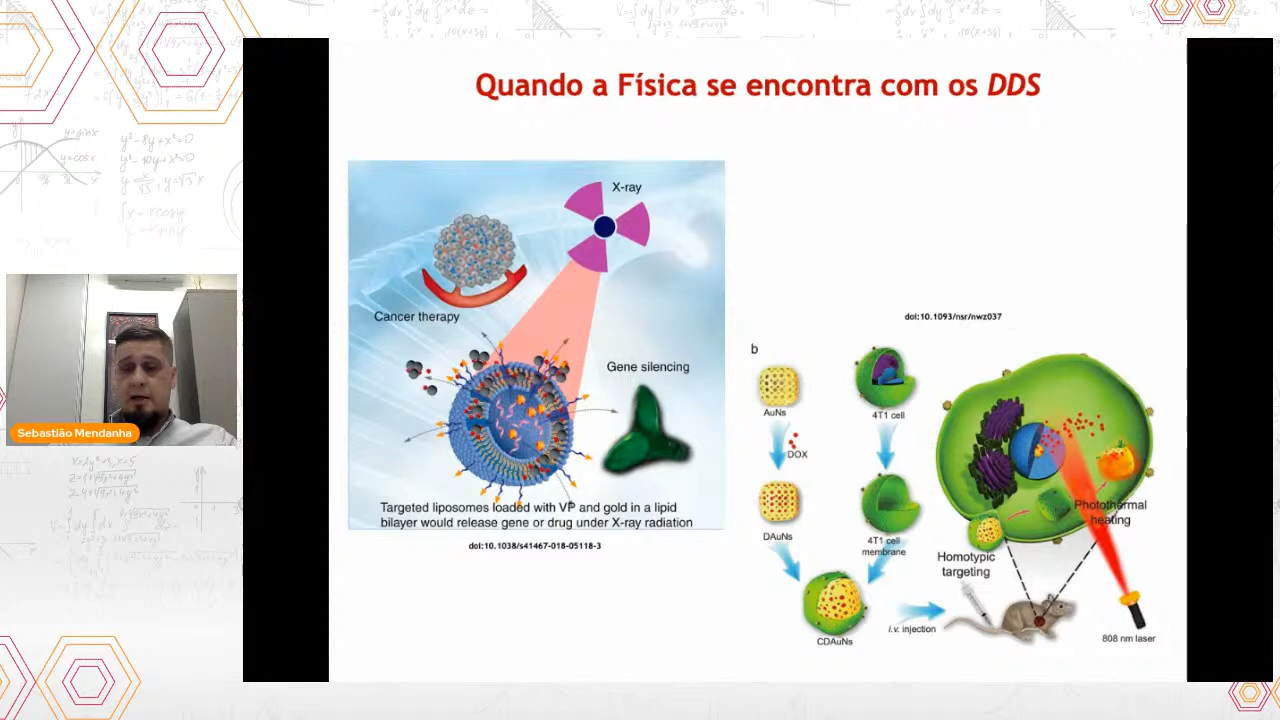 Quando a Física se encontra com os DDS
X-ray
Cancer therapy
Gene silencing
Targeted liposomes loaded with VP and gold in a lipid
bilayer would release gene or drug under X-ray radiation
doi:10.1038/s41467-018-05118-3
doi:10.1093/nsr/nwz037
b
AuNs
4T1 cell
DOX
DAuNs
4T1 cell
membrane
Photothermal
heating
Homotypic
targeting
CDAuNs
i.v. injection
808 nm laser
Sebastião Mendanha